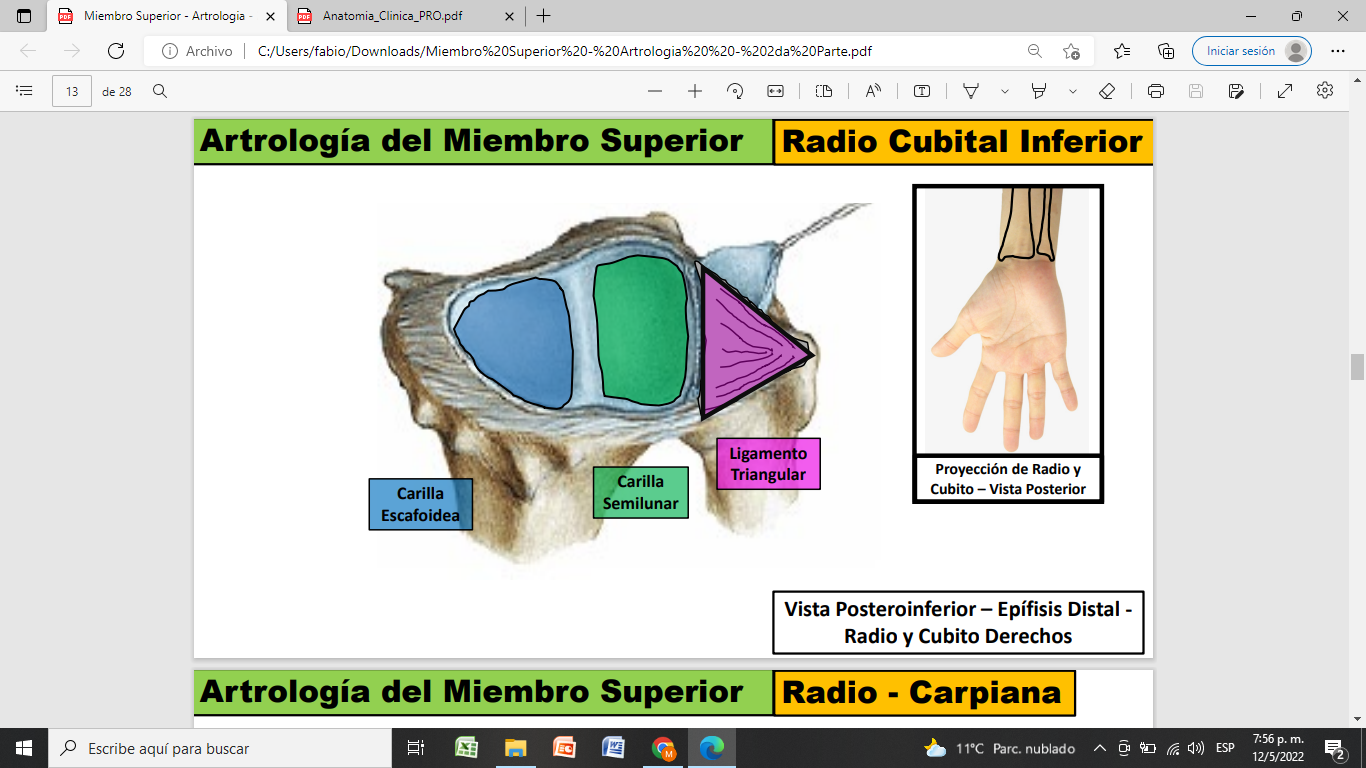 Miembro Superior - Artrologia -
Anatomia_Clinica_PRO.pdf
Archivo
C:/Users/fabio/Downloads/Miembro%20Superior%20-%20Artrologia%20%20-%202da%20Parte.pdf
Iniciar sesión
13 de 28
Artrología del Miembro Superior
Radio Cubital Inferior
Ligamento
Triangular
Carilla
Semilunar
Carilla
Escafoidea
Proyección de Radio y
Cubito – Vista Posterior
Vista Posteroinferior – Epífisis Distal -
Radio y Cubito Derechos
Artrología del Miembro Superior
Radio - Carpiana
Escribe aquí para buscar
11°C Parc. nublado
ESP
7:56 p. m.
12/5/2022
2